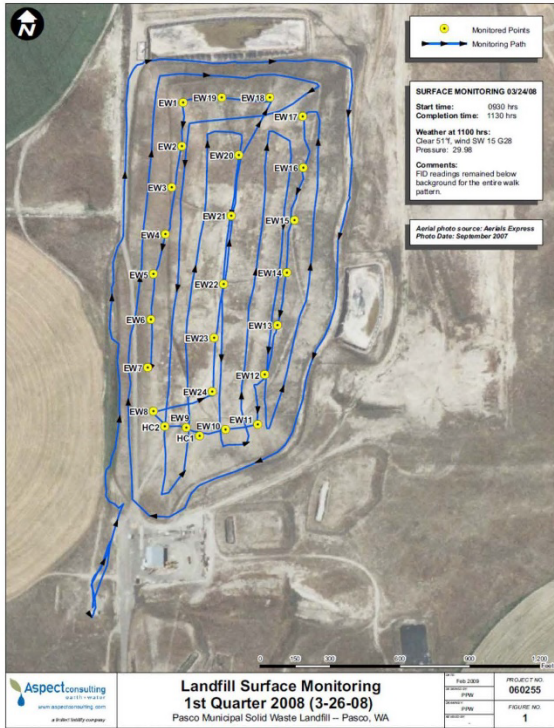 Monitored Points
Monitoring Path
SURFACE MONITORING 03/24/08
Start time: 0930 hrs
Completion time: 1130 hrs
Weather at 1100 hrs:
Clear 51°f, wind SW 15 G28
Pressure: 29.98
Comments:
FID readings remained below
background for the entire walk
pattern.
Aerial photo source: Aerials Express
Photo Date: September 2007
EW1
EW19
EW18
EW17
EW2
EW20
EW16
EW3
EW21
EW15
EW4
EW5
EW14
EW22
EW6
EW13
EW23
EW7
EW12
EW24
EW8
HC2
EW9
EW10
EW11
HC1
0 150 300 600 900 1,200
Feet
Aspectconsulting
earth+water
www.aspectconsulting.com
a limited liability company
Landfill Surface Monitoring
1st Quarter 2008 (3-26-08)
Pasco Municipal Solid Waste Landfill -- Pasco, WA
DATE:
Feb 2009
PPW
PPW
PROJECT NO.
060255
FIGURE NO.
1